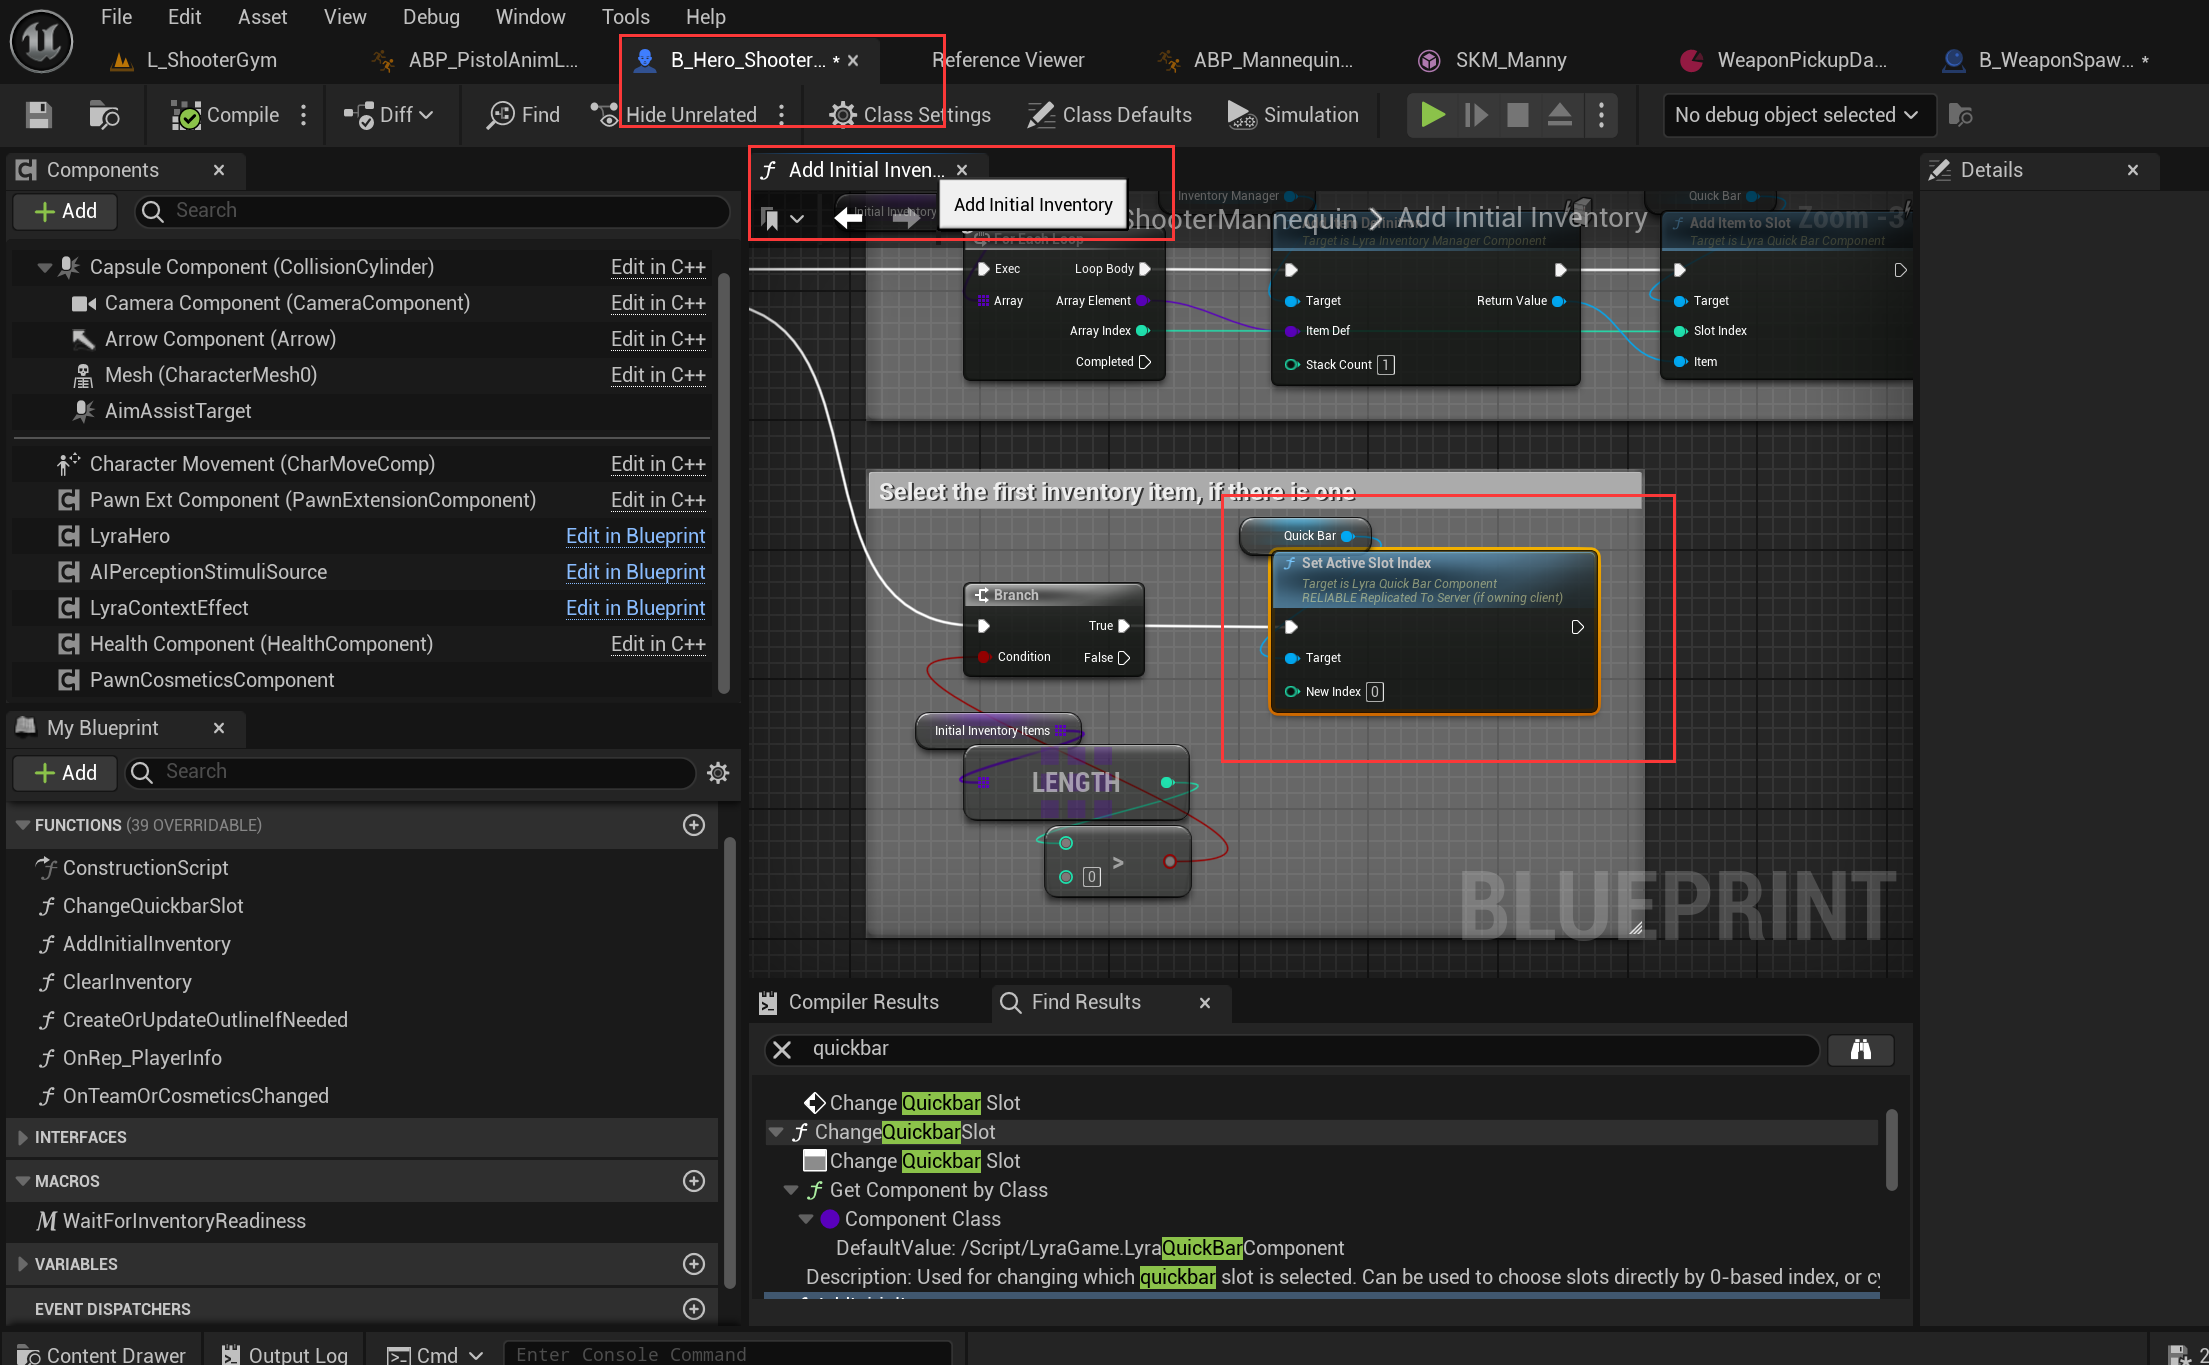 File Edit Asset View Debug Window Tools Help
L_ShooterGym ABP_PistolAnimL... B_Hero_Shooter... * Reference Viewer ABP_Mannequin... SKM_Manny WeaponPickupDa... B_WeaponSpaw... *
Compile Diff Find Hide Unrelated Class Settings Class Defaults Simulation No debug object selected
Components
Add Search
Capsule Component (CollisionCylinder) Edit in C++
Camera Component (CameraComponent) Edit in C++
Arrow Component (Arrow) Edit in C++
Mesh (CharacterMesh0) Edit in C++
AimAssistTarget
Character Movement (CharMoveComp) Edit in C++
Pawn Ext Component (PawnExtensionComponent) Edit in C++
LyraHero Edit in Blueprint
AIPerceptionStimuliSource Edit in Blueprint
LyraContextEffect Edit in Blueprint
Health Component (HealthComponent) Edit in C++
PawnCosmeticsComponent
My Blueprint
Add Search
FUNCTIONS (39 OVERRIDABLE)
ConstructionScript
ChangeQuickbarSlot
AddInitialInventory
ClearInventory
CreateOrUpdateOutlineIfNeeded
OnRep_PlayerInfo
OnTeamOrCosmeticsChanged
INTERFACES
MACROS
WaitForInventoryReadiness
VARIABLES
EVENT DISPATCHERS
Add Initial Inven...
Add Initial Inventory
ShooterMannequin > Add Initial Inventory
Zoom -3
Initial Inventory
Inventory Manager
Quick Bar
For Each Loop
Exec Loop Body
Array Array Element
Array Index
Completed
Target is Lyra Inventory Manager Component
Target Return Value
Item Def
Stack Count 1
Add Item to Slot
Target is Lyra Quick Bar Component
Target
Slot Index
Item
Select the first inventory item, if there is one
Quick Bar
Set Active Slot Index
Target is Lyra Quick Bar Component
RELIABLE Replicated To Server (if owning client)
Target
New Index 0
Branch
True
Condition False
Initial Inventory Items
LENGTH
>
0
BLUEPRINT
Compiler Results Find Results
quickbar
Change Quickbar Slot
ChangeQuickbarSlot
Change Quickbar Slot
Get Component by Class
Component Class
DefaultValue: /Script/LyraGame.LyraQuickBarComponent
Description: Used for changing which quickbar slot is selected. Can be used to choose slots directly by 0-based index, or
Details
Content Drawer Output Log Cmd Enter Console Command